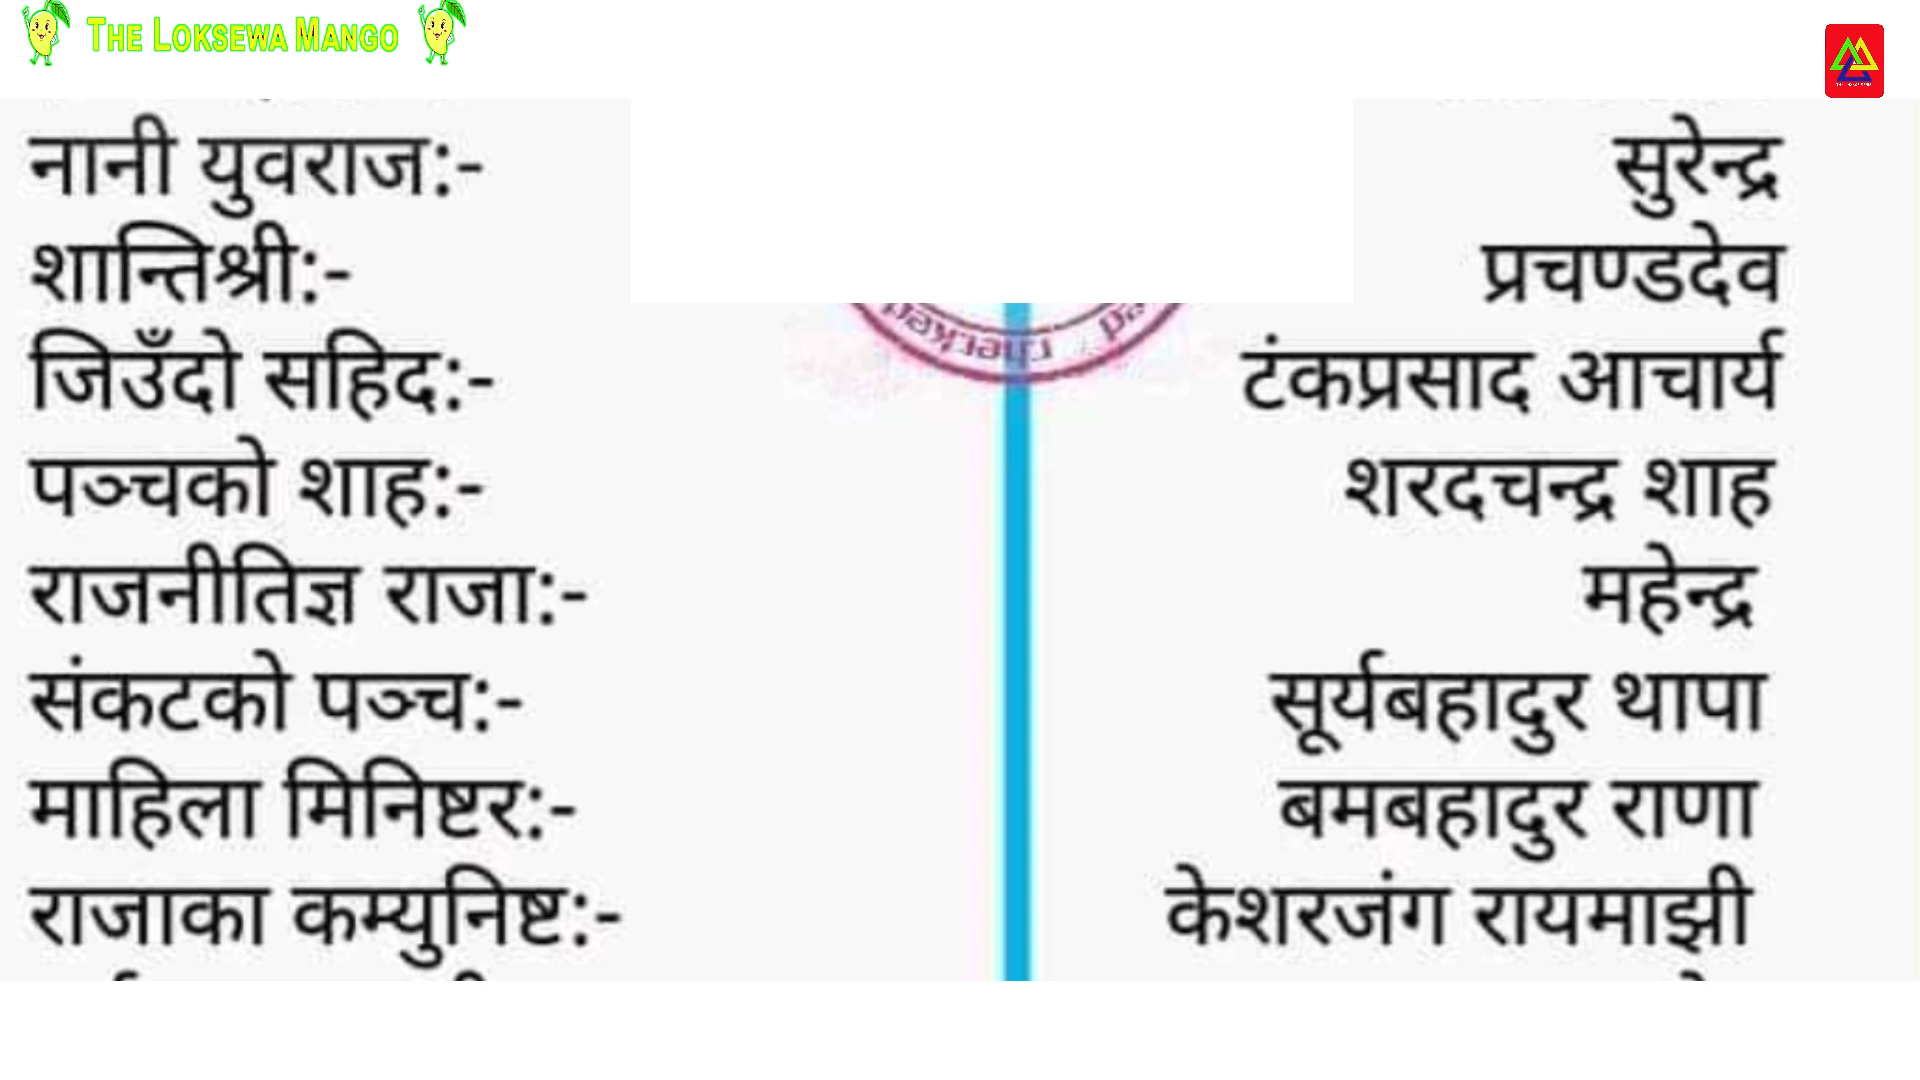 THE LOKSEWA MANGO
नानी युवराज:- सुरेन्द्र
शान्तिश्री:- प्रचण्डदेव
जिउँदो सहिद:- टंकप्रसाद आचार्य
पञ्चको शाह:- शरदचन्द्र शाह
राजनीतिज्ञ राजा:- महेन्द्र
संकटको पञ्च:- सूर्यबहादुर थापा
माहिला मिनिष्टर:- बमबहादुर राणा
राजाका कम्युनिष्ट:- केशरजंग रायमाझी